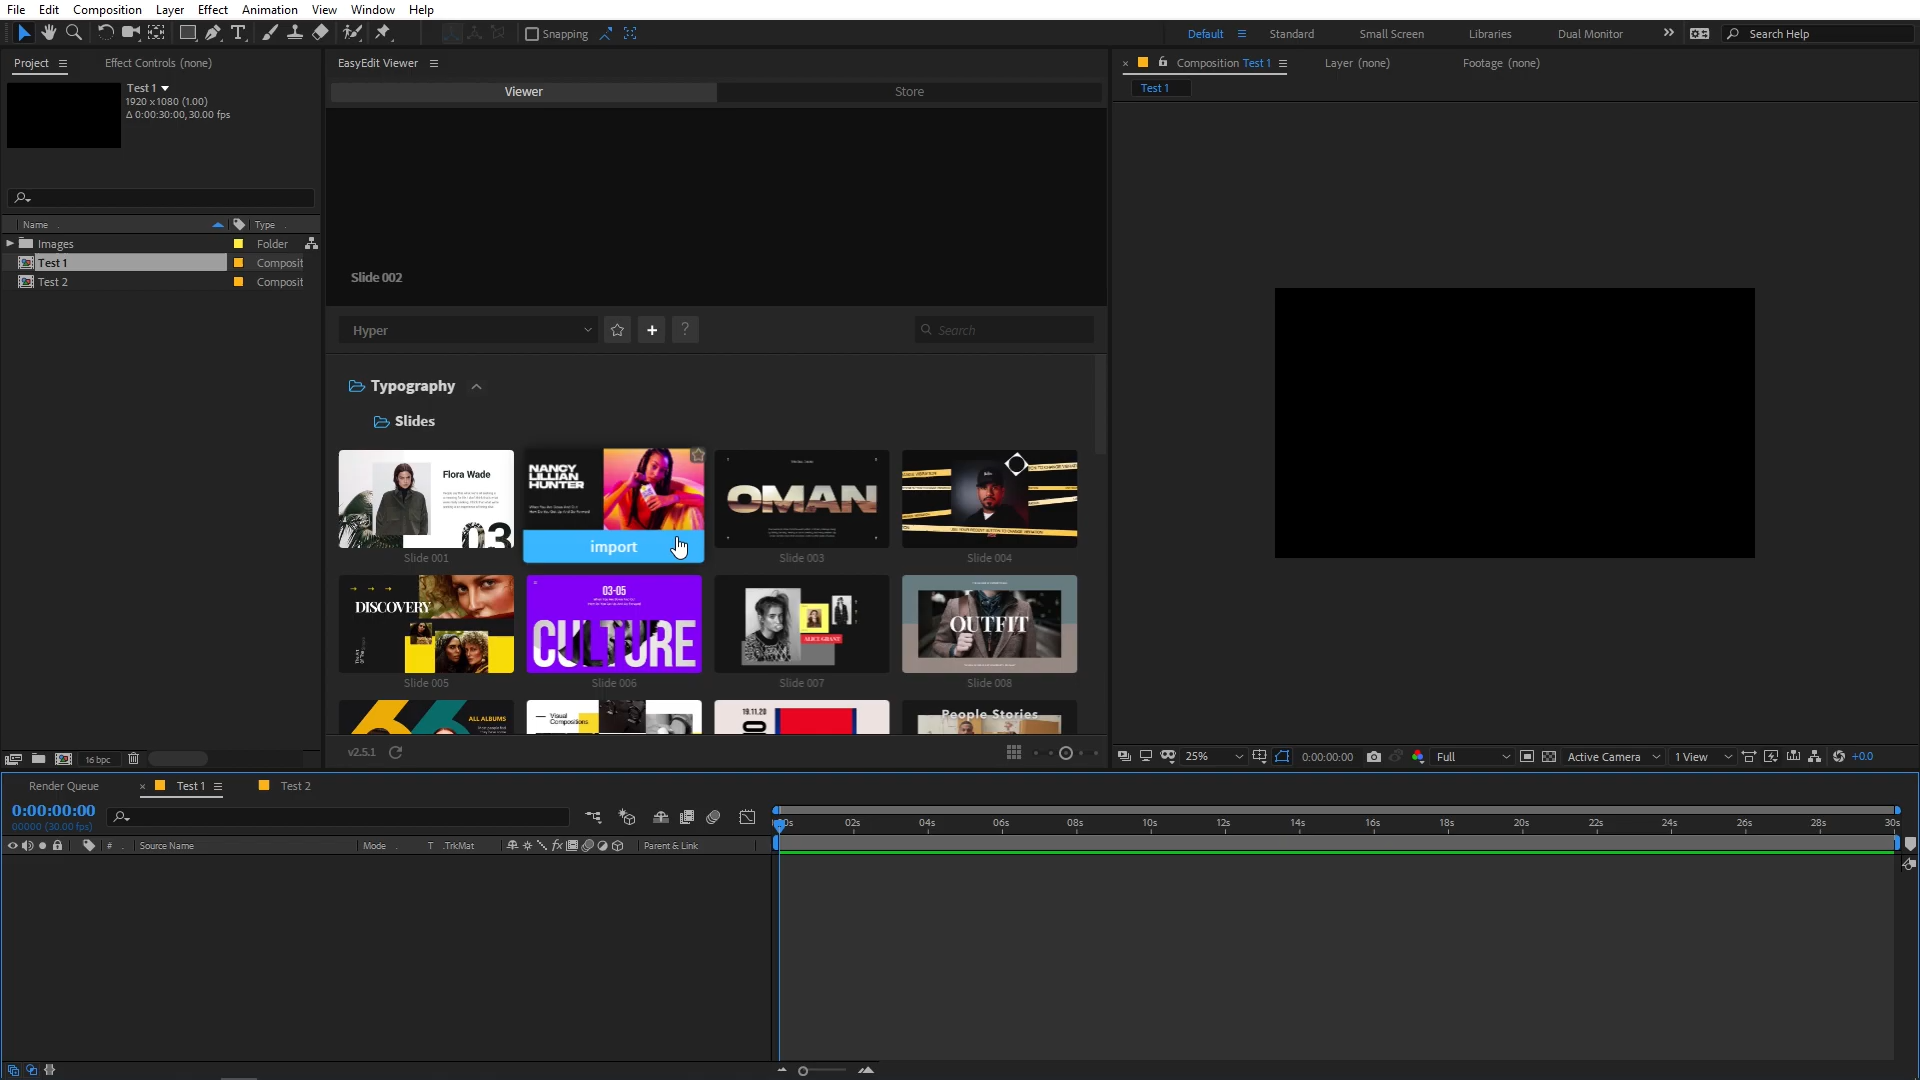 File Edit Composition Layer Effect Animation View Window Help
Snapping
Default Standard Small Screen Libraries Dual Monitor Search Help
Project Effect Controls (none)
Test 1
1920 x 1080 (1.00)
Δ 0:00:30:00, 30.00 fps
Name Type
Images Folder
Test 1 Composit
Test 2 Composit
16 bpc
EasyEdit Viewer
Viewer Store
Slide 002
Hyper ? Search
Typography
Slides
Flora Wade
03
Slide 001
NANCY
LILLIAN
HUNTER
import
OMAN
Slide 003
Slide 004
DISCOVERY
Slide 005
03-05
CULTURE
Slide 006
ALICE GRANT
Slide 007
OUTFIT
Slide 008
ALL ALBUMS
Visual
Compositions
19.11.20
People Stories
v2.5.1
Composition Test 1 Layer (none) Footage (none)
Test 1
25% 0:00:00:00 Full Active Camera 1 View +0.0
Render Queue Test 1 Test 2
0:00:00:00
00000 (30.00 fps)
# Source Name Mode T .TrkMat fx Parent & Link
02s 04s 06s 08s 10s 12s 14s 16s 18s 20s 22s 24s 26s 28s 30s